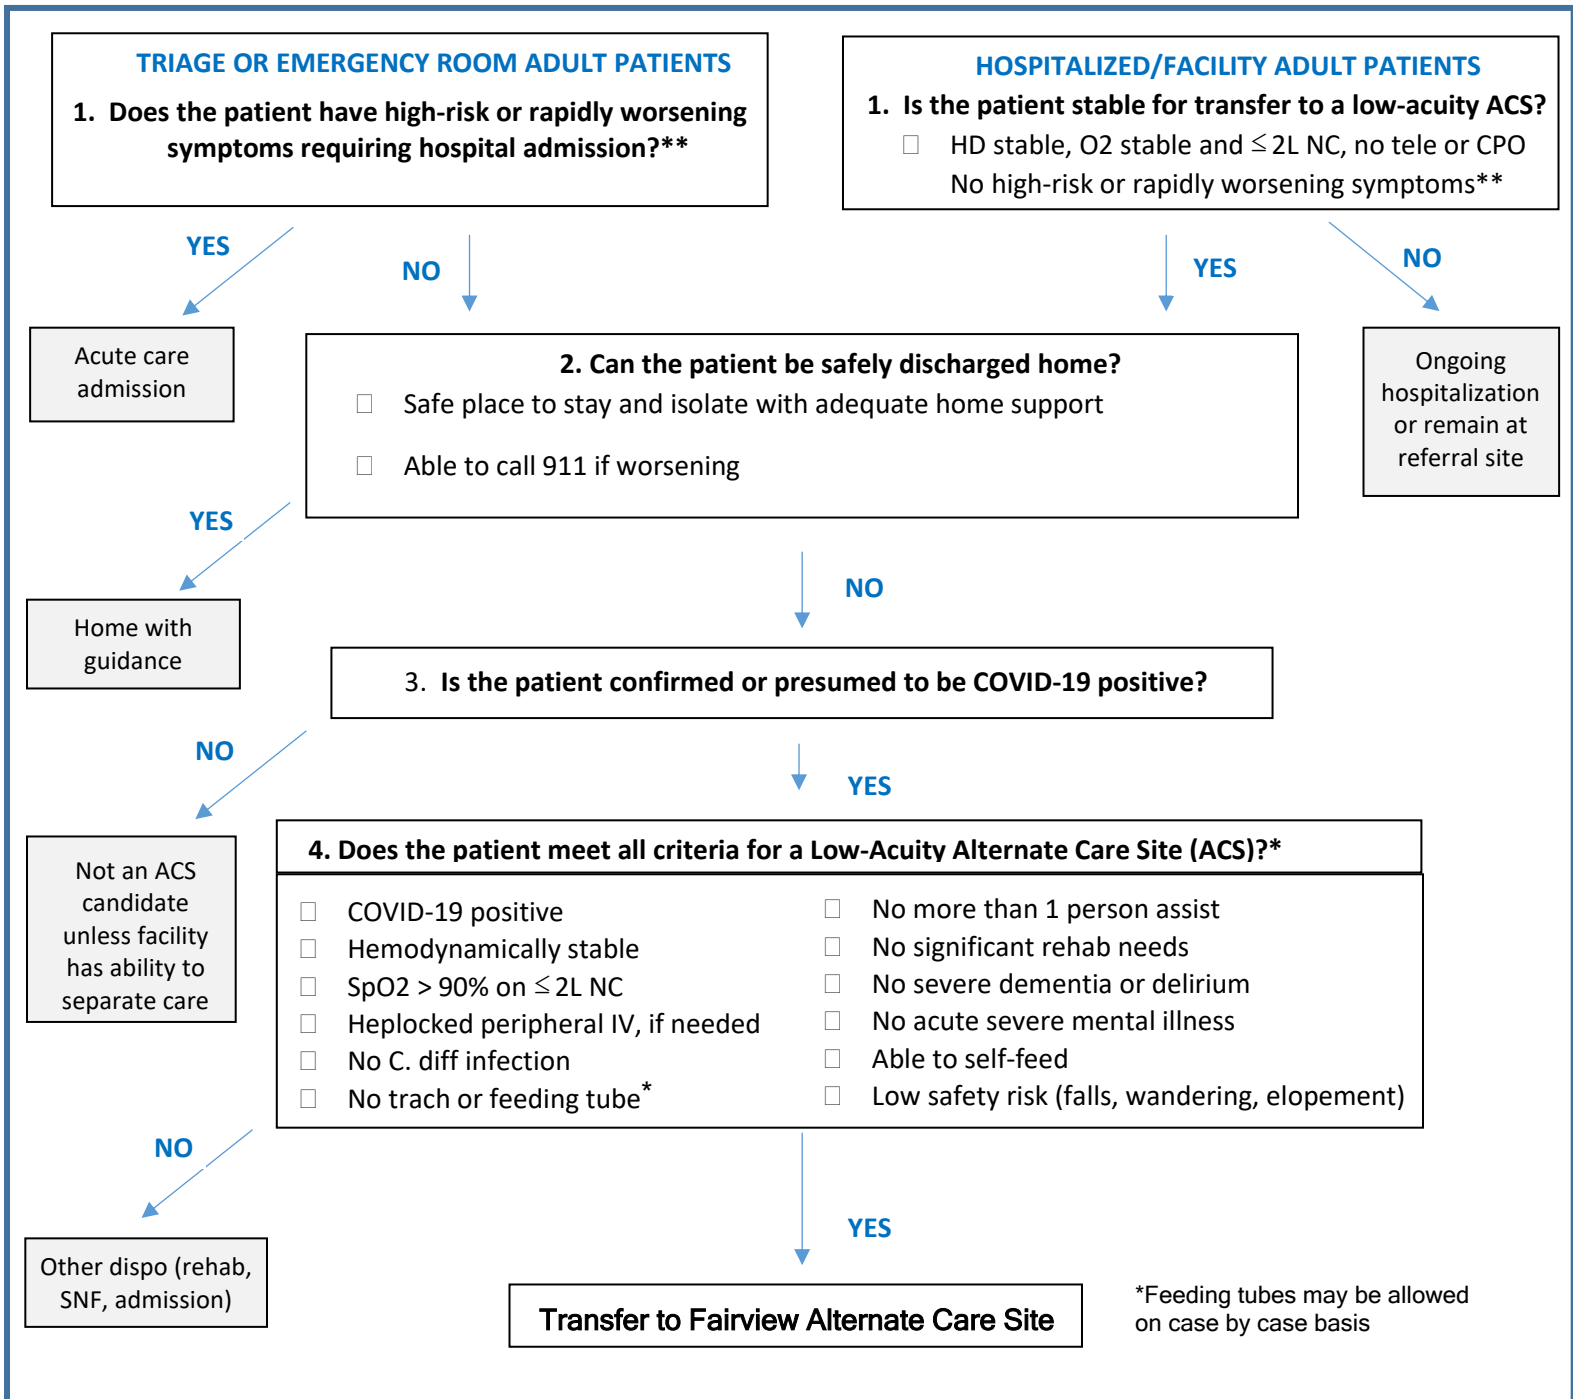 TRIAGE OR EMERGENCY ROOM ADULT PATIENTS
1. Does the patient have high-risk or rapidly worsening
symptoms requiring hospital admission?**
HOSPITALIZED/FACILITY ADULT PATIENTS
1. Is the patient stable for transfer to a low-acuity ACS?
☐ HD stable, O2 stable and ≤ 2L NC, no tele or CPO
No high-risk or rapidly worsening symptoms**
YES
NO
YES
NO
Acute care
admission
2. Can the patient be safely discharged home?
☐ Safe place to stay and isolate with adequate home support
☐ Able to call 911 if worsening
Ongoing
hospitalization
or remain at
referral site
YES
NO
Home with
guidance
3. Is the patient confirmed or presumed to be COVID-19 positive?
NO
YES
Not an ACS
candidate
unless facility
has ability to
separate care
4. Does the patient meet all criteria for a Low-Acuity Alternate Care Site (ACS)?*
☐ COVID-19 positive
☐ Hemodynamically stable
☐ SpO2 > 90% on ≤ 2L NC
☐ Heplocked peripheral IV, if needed
☐ No C. diff infection
☐ No trach or feeding tube*
☐ No more than 1 person assist
☐ No significant rehab needs
☐ No severe dementia or delirium
☐ No acute severe mental illness
☐ Able to self-feed
☐ Low safety risk (falls, wandering, elopement)
NO
YES
Other dispo (rehab,
SNF, admission)
Transfer to Fairview Alternate Care Site
*Feeding tubes may be allowed
on case by case basis